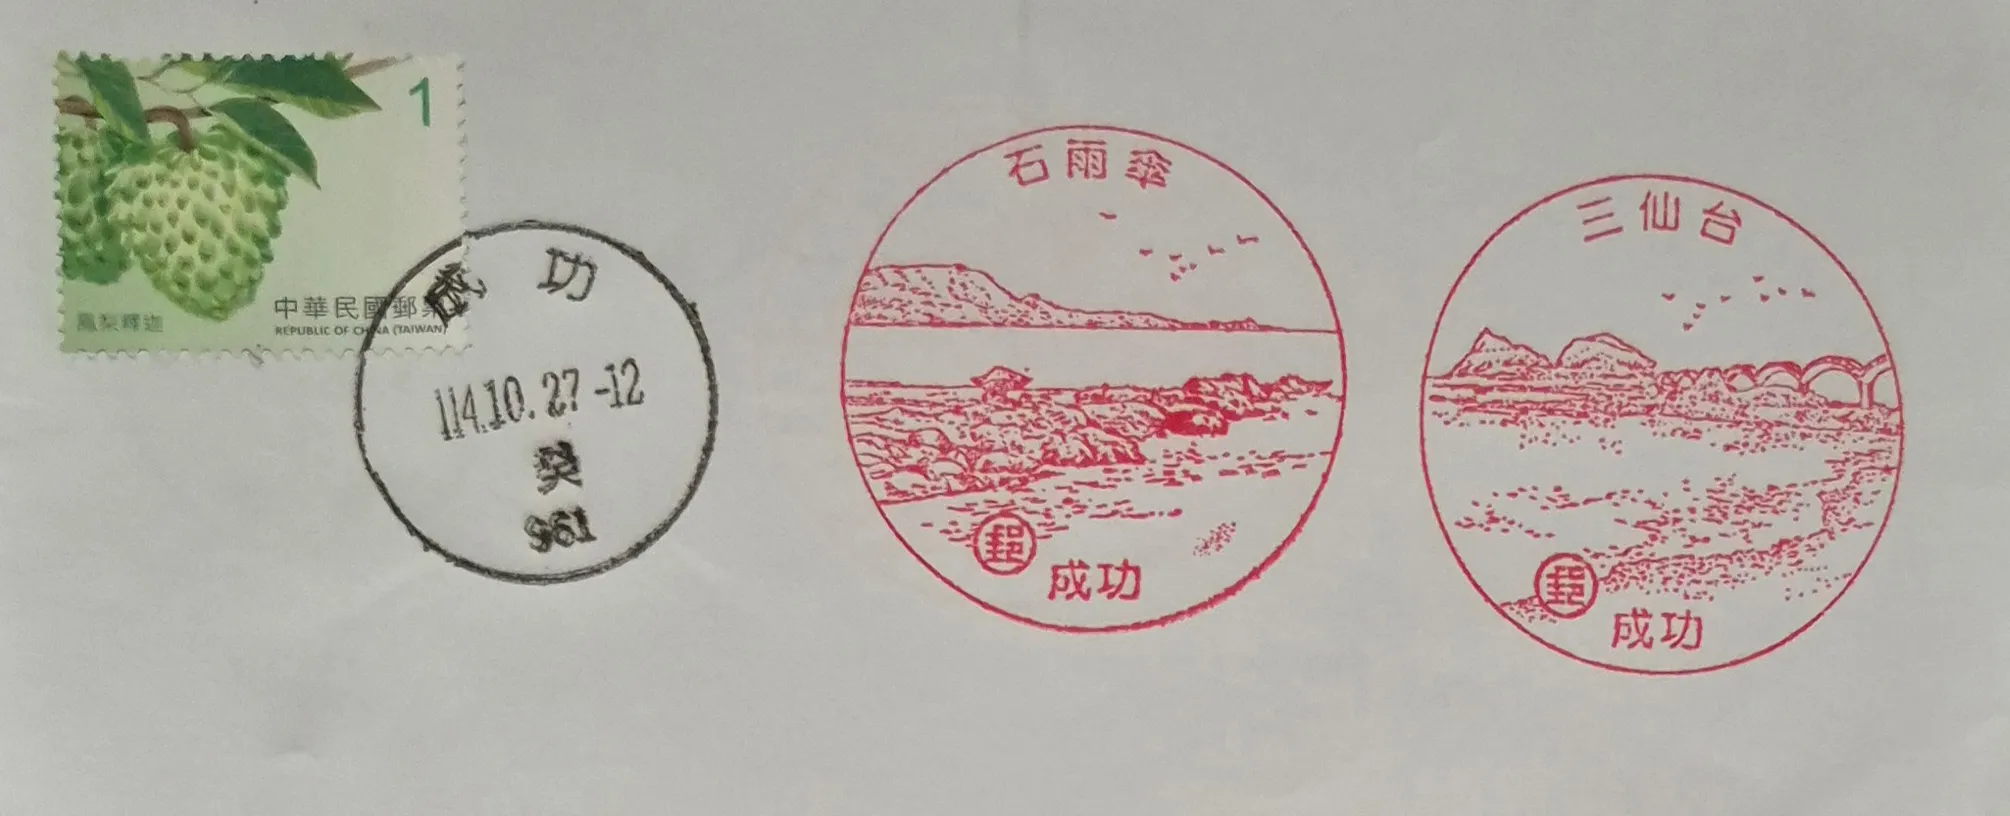 1
鳳梨釋迦
中華民國郵票
REPUBLIC OF CHINA (TAIWAN)
成功
114.10.27-12
癸
961
石雨傘
郵
成功
三仙台
郵
成功